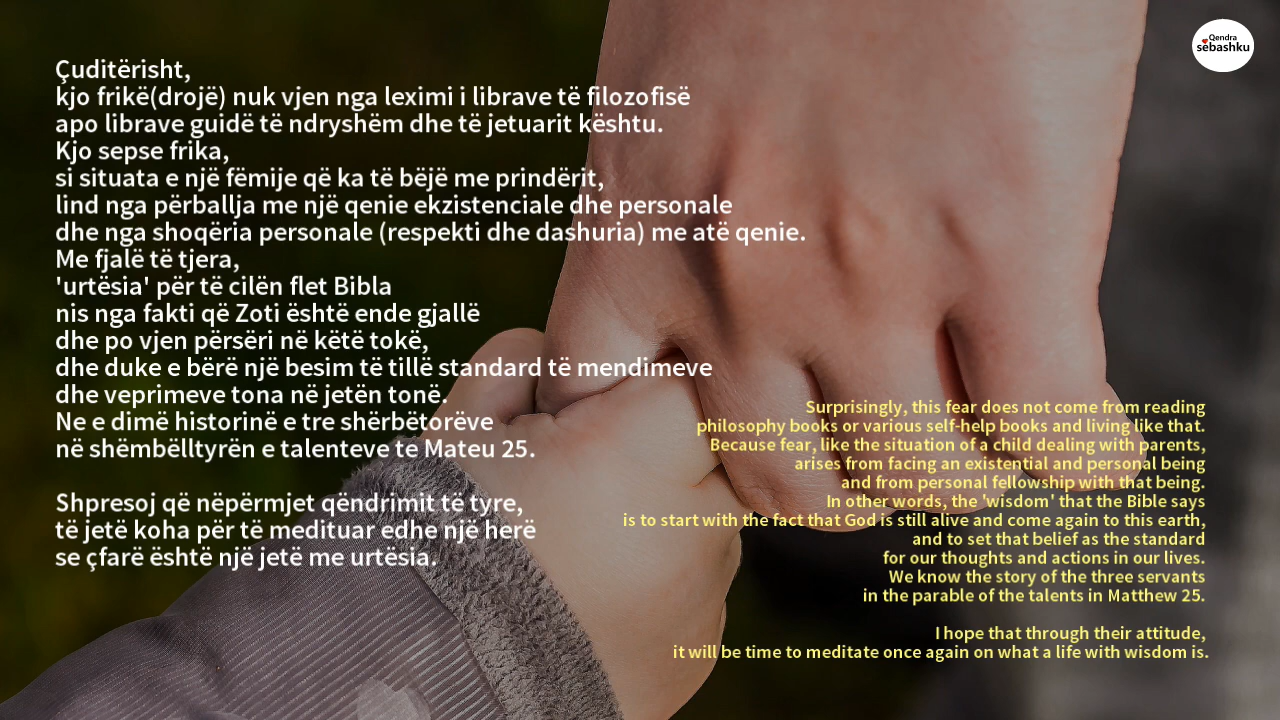 Qendra
sëbashku
Çuditërisht,
kjo frikë(drojë) nuk vjen nga leximi i librave të filozofisë
apo librave guidë të ndryshëm dhe të jetuarit kështu.
Kjo sepse frika,
si situata e një fëmije që ka të bëjë me prindërit,
lind nga përballja me një qenie ekzistenciale dhe personale
dhe nga shoqëria personale (respekti dhe dashuria) me atë qenie.
Me fjalë të tjera,
'urtësia' për të cilën flet Bibla
nis nga fakti që Zoti është ende gjallë
dhe po vjen përsëri në këtë tokë,
dhe duke e bërë një besim të tillë standard të mendimeve
dhe veprimeve tona në jetën tonë.
Ne e dimë historinë e tre shërbëtorëve
në shëmbëlltyrën e talenteve te Mateu 25.
Shpresoj që nëpërmjet qëndrimit të tyre,
të jetë koha për të medituar edhe një herë
se çfarë është një jetë me urtësia.
Surprisingly, this fear does not come from reading
philosophy books or various self-help books and living like that.
Because fear, like the situation of a child dealing with parents,
arises from facing an existential and personal being
and from personal fellowship with that being.
In other words, the 'wisdom' that the Bible says
is to start with the fact that God is still alive and come again to this earth,
and to set that belief as the standard
for our thoughts and actions in our lives.
We know the story of the three servants
in the parable of the talents in Matthew 25.
I hope that through their attitude,
it will be time to meditate once again on what a life with wisdom is.